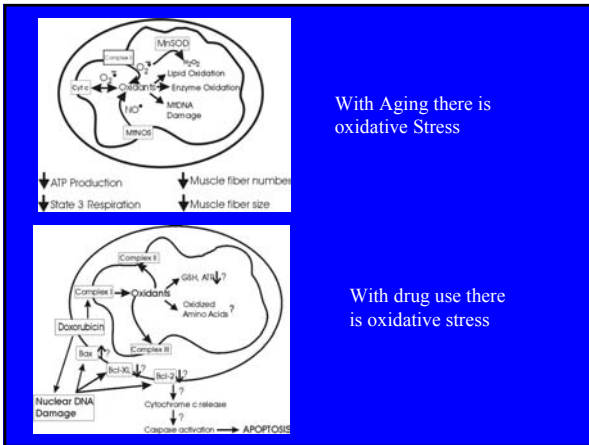 MnSOD
Complex II
O2•-
H2O2
O2•-
Lipid Oxidation
Cyt c
Oxidants
Enzyme Oxidation
NO•
MtDNA
Damage
MtNOS
ATP Production
Muscle fiber number
State 3 Respiration
Muscle fiber size
With Aging there is
oxidative Stress
Complex II
GSH, ATP ?
Complex I
Oxidants
Oxidized
Amino Acids ?
Doxorubicin
Complex III
Bax ?
Bcl-XL ?
Bcl-2 ?
?
Nuclear DNA
Damage
Cytochrome c release
?
Caspase activation
APOPTOSIS
With drug use there
is oxidative stress